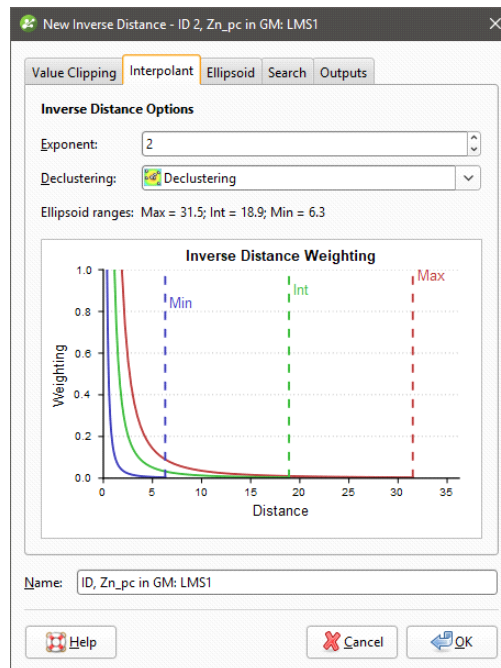 New Inverse Distance - ID 2, Zn_pc in GM: LMS1
Value Clipping Interpolant Ellipsoid Search Outputs
Inverse Distance Options
Exponent: 2
Declustering: Declustering
Ellipsoid ranges: Max = 31.5; Int = 18.9; Min = 6.3
Inverse Distance Weighting
1.0
0.8
0.6
0.4
0.2
0.0
Weighting
Min
Int
Max
0 5 10 15 20 25 30 35
Distance
Name: ID, Zn_pc in GM: LMS1
Help Cancel OK